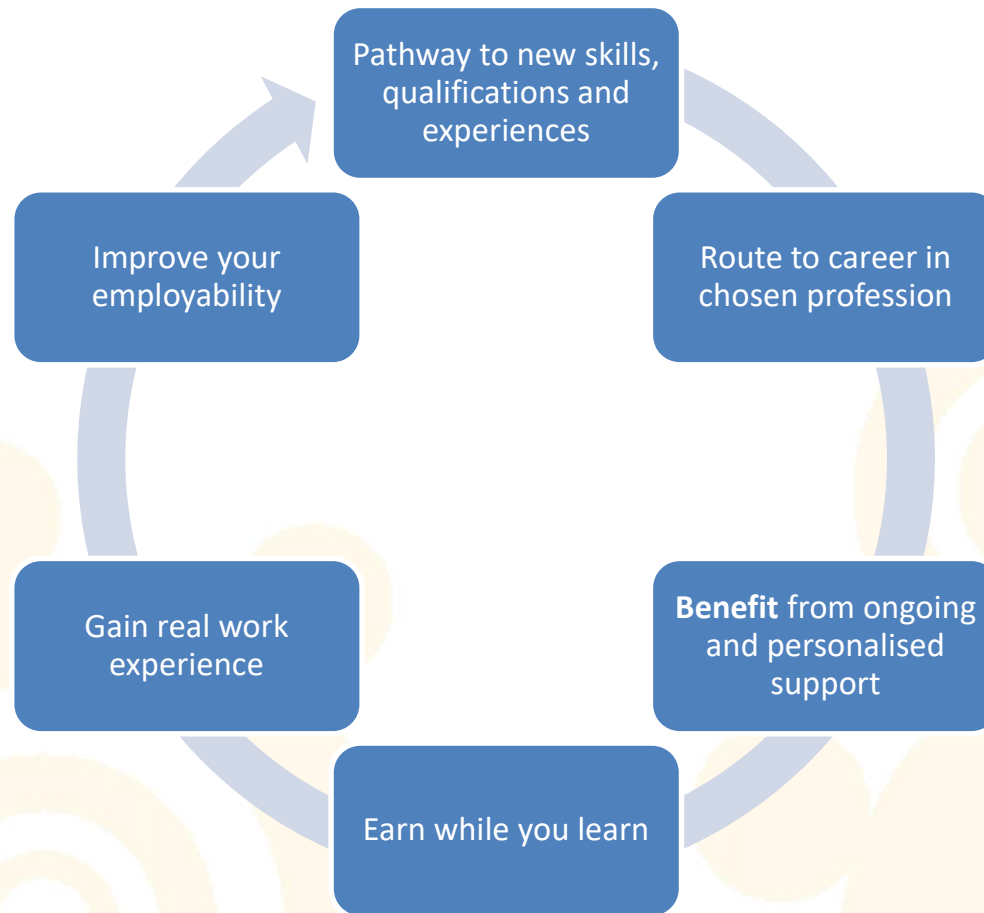 Pathway to new skills,
qualifications and
experiences
Route to career in
chosen profession
Benefit from ongoing
and personalised
support
Earn while you learn
Gain real work
experience
Improve your
employability